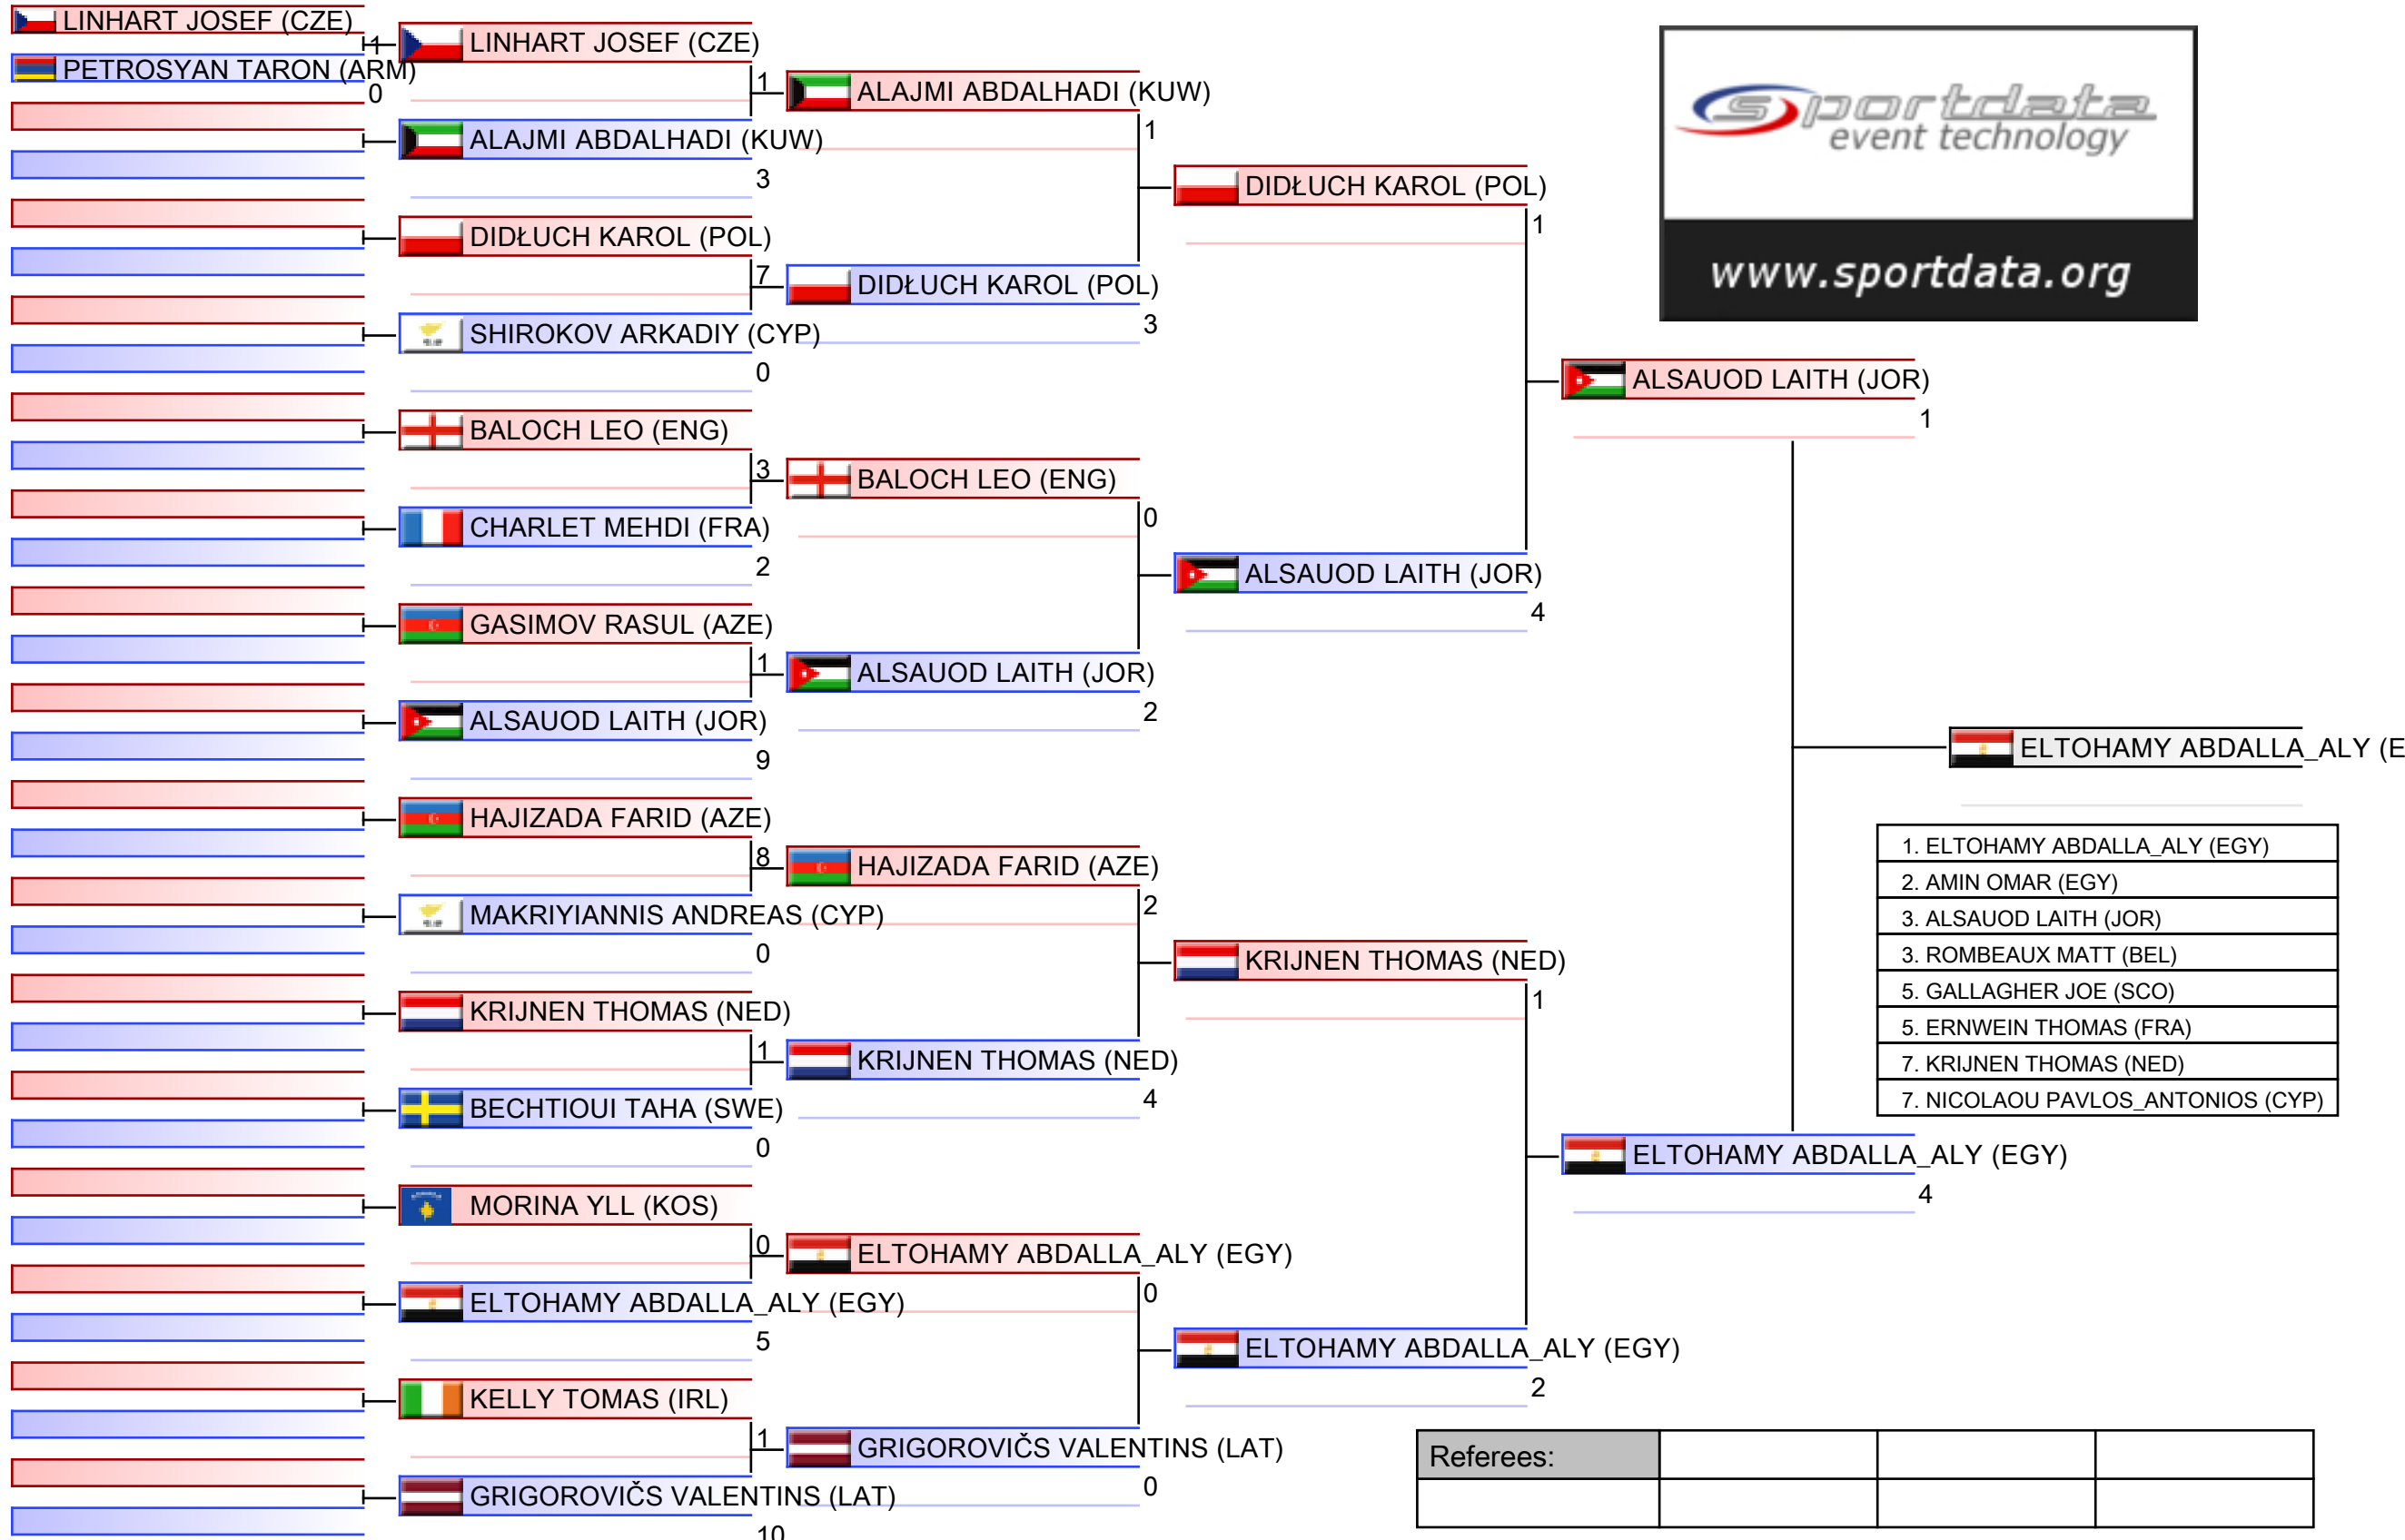 LINHART JOSEF (CZE)
1
PETROSYAN TARON (ARM)
0
LINHART JOSEF (CZE)
1
ALAJMI ABDALHADI (KUW)
3
DIDŁUCH KAROL (POL)
7
SHIROKOV ARKADIY (CYP)
0
BALOCH LEO (ENG)
3
CHARLET MEHDI (FRA)
2
GASIMOV RASUL (AZE)
1
ALSAUOD LAITH (JOR)
9
HAJIZADA FARID (AZE)
8
MAKRIYIANNIS ANDREAS (CYP)
0
KRIJNEN THOMAS (NED)
1
BECHTIOUI TAHA (SWE)
0
MORINA YLL (KOS)
0
ELTOHAMY ABDALLA_ALY (EGY)
5
KELLY TOMAS (IRL)
1
GRIGOROVIČS VALENTINS (LAT)
10
ALAJMI ABDALHADI (KUW)
1
DIDŁUCH KAROL (POL)
3
BALOCH LEO (ENG)
0
ALSAUOD LAITH (JOR)
2
HAJIZADA FARID (AZE)
2
KRIJNEN THOMAS (NED)
4
ELTOHAMY ABDALLA_ALY (EGY)
0
GRIGOROVIČS VALENTINS (LAT)
0
DIDŁUCH KAROL (POL)
1
ALSAUOD LAITH (JOR)
4
KRIJNEN THOMAS (NED)
1
ELTOHAMY ABDALLA_ALY (EGY)
2
ALSAUOD LAITH (JOR)
1
ELTOHAMY ABDALLA_ALY (EGY)
4
ELTOHAMY ABDALLA_ALY (E
sportdata
event technology
www.sportdata.org
1. ELTOHAMY ABDALLA_ALY (EGY)
2. AMIN OMAR (EGY)
3. ALSAUOD LAITH (JOR)
3. ROMBEAUX MATT (BEL)
5. GALLAGHER JOE (SCO)
5. ERNWEIN THOMAS (FRA)
7. KRIJNEN THOMAS (NED)
7. NICOLAOU PAVLOS_ANTONIOS (CYP)
Referees: